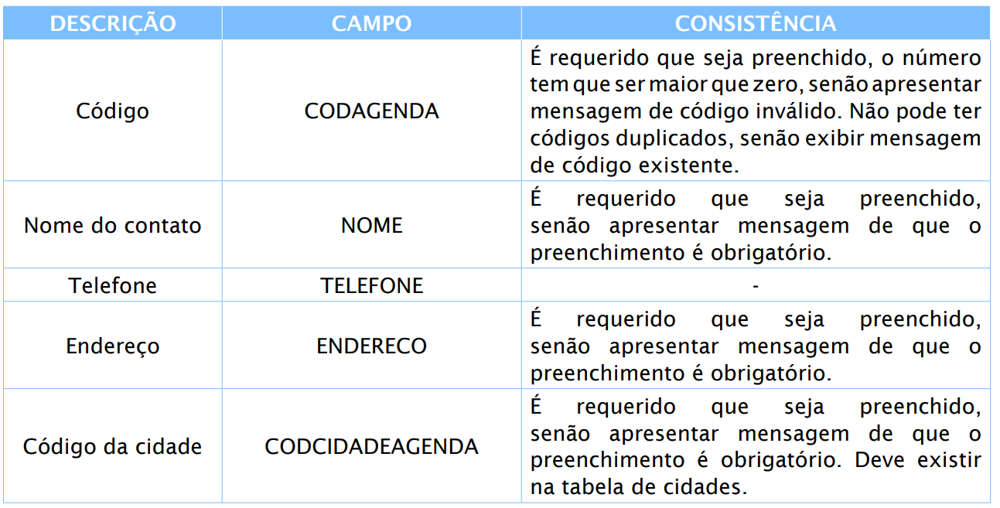 DESCRIÇÃO CAMPO CONSISTÊNCIA
Código CODAGENDA
É requerido que seja preenchido, o número
tem que ser maior que zero, senão apresentar
mensagem de código inválido. Não pode ter
códigos duplicados, senão exibir mensagem
de código existente.
Nome do contato NOME
É requerido que seja preenchido,
senão apresentar mensagem de que o
preenchimento é obrigatório.
Telefone TELEFONE -
Endereço ENDERECO
É requerido que seja preenchido,
senão apresentar mensagem de que o
preenchimento é obrigatório.
Código da cidade CODCIDADEAGENDA
É requerido que seja preenchido,
senão apresentar mensagem de que o
preenchimento é obrigatório. Deve existir
na tabela de cidades.